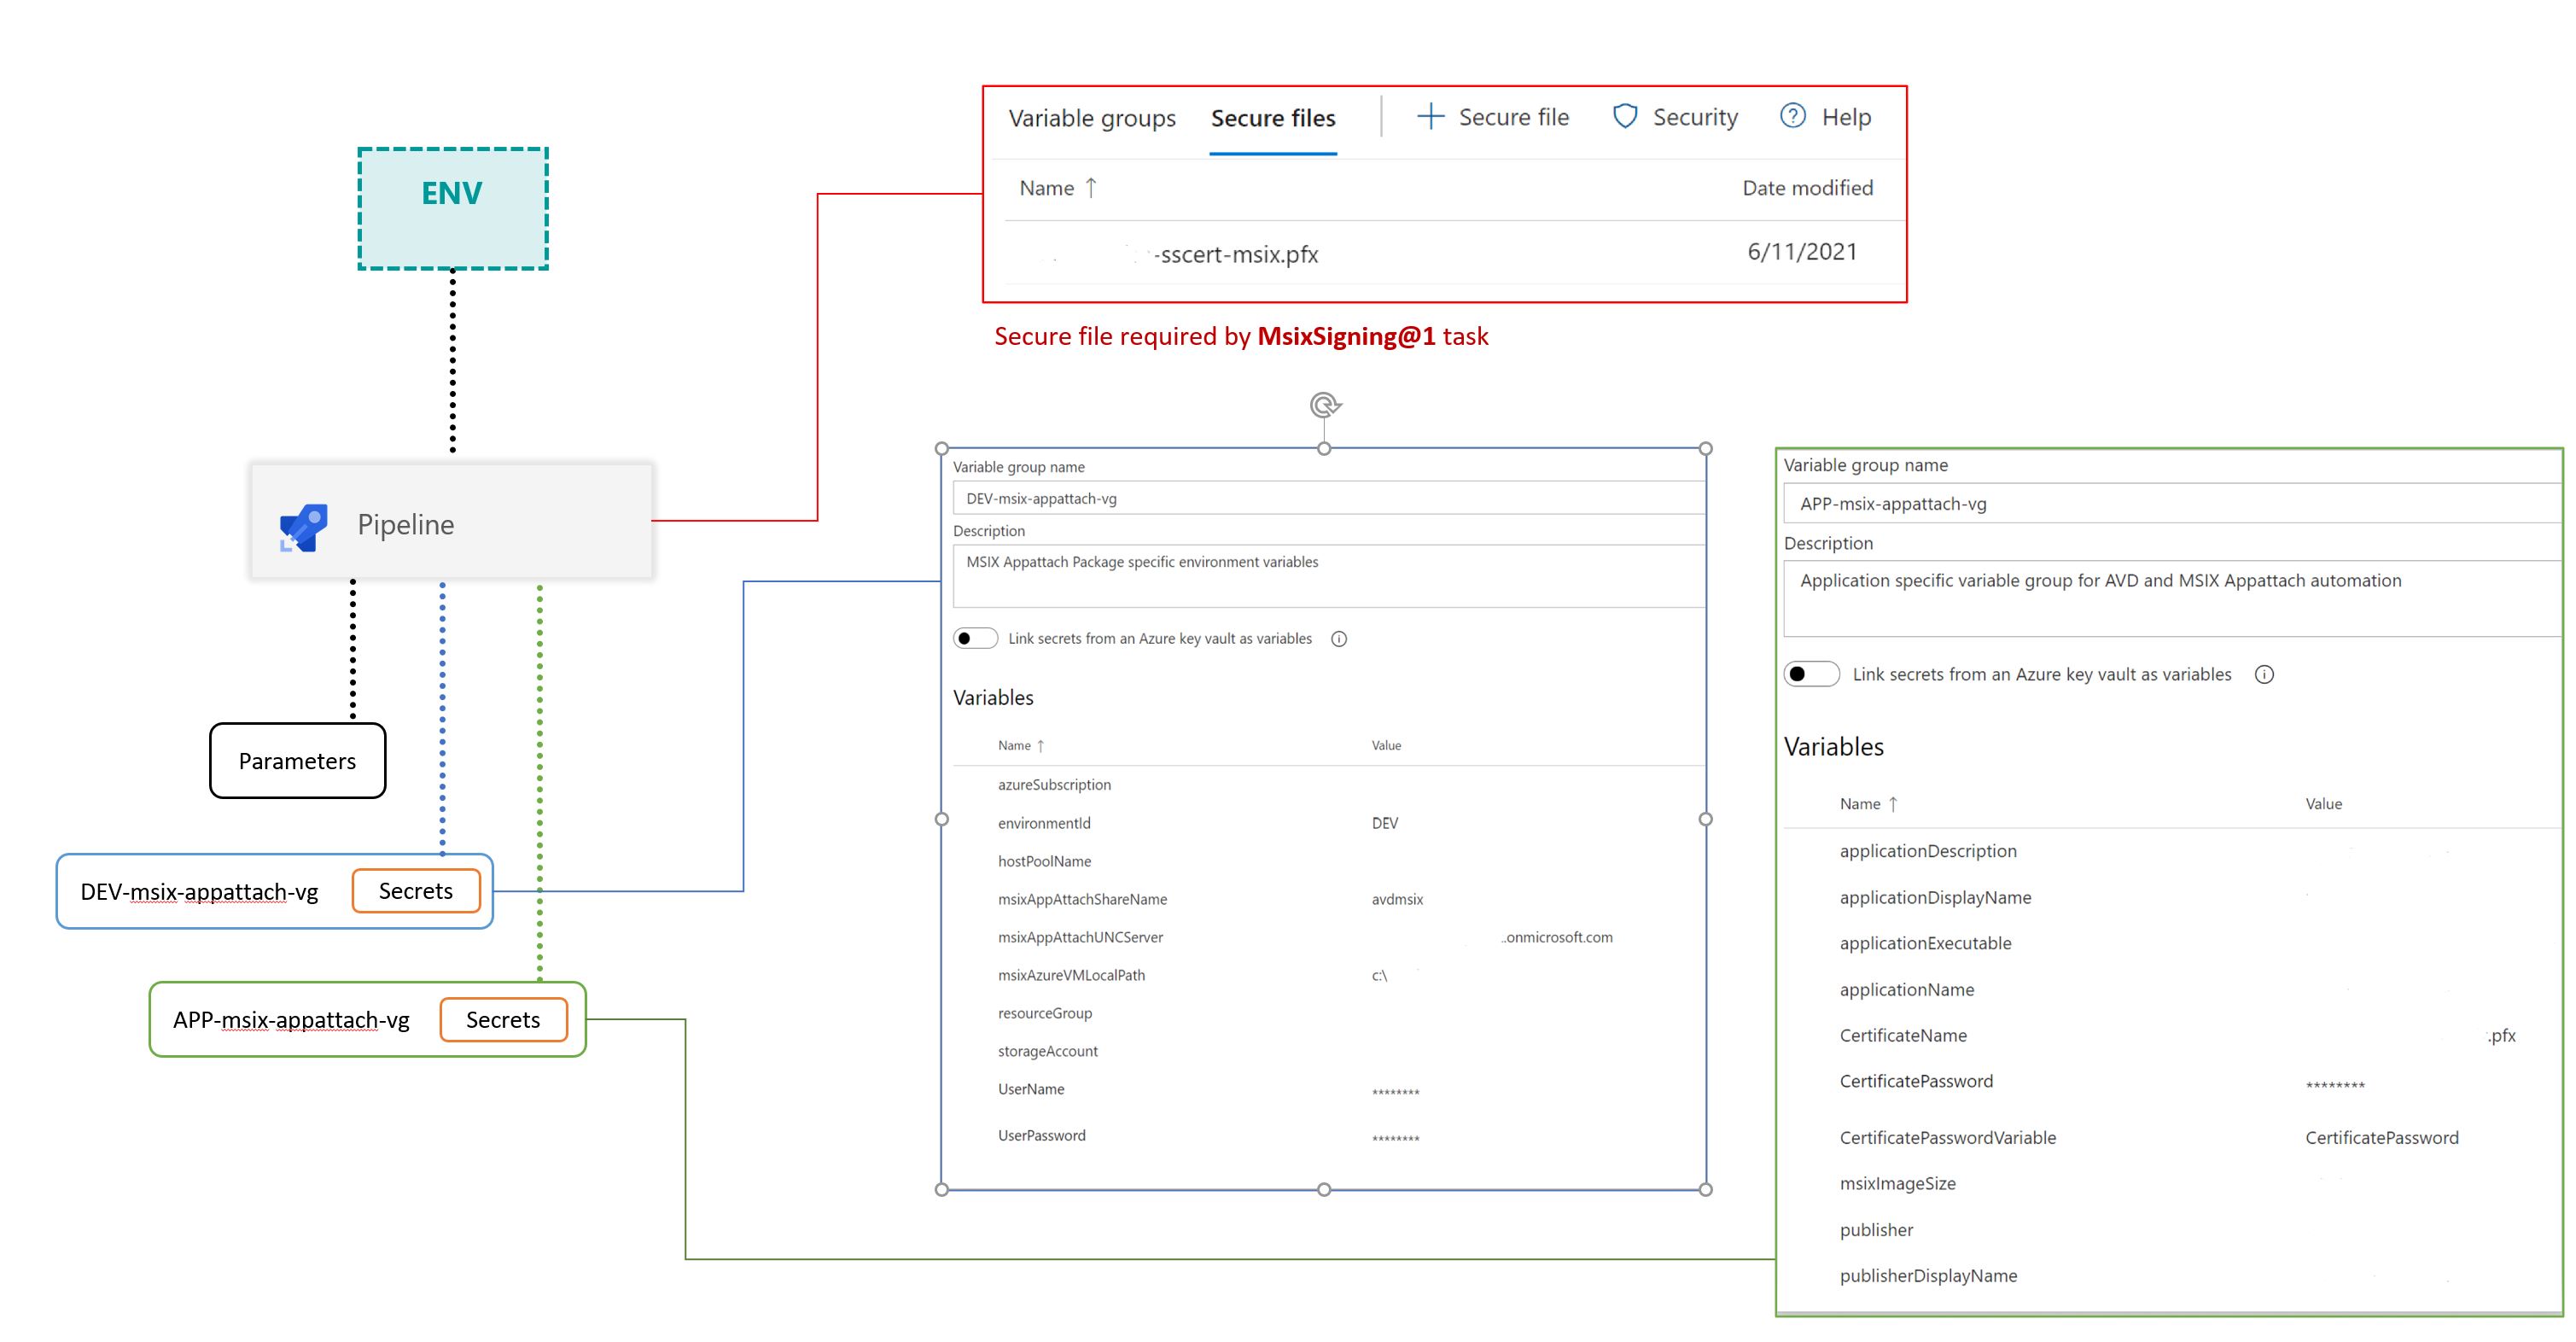 ENV
Pipeline
Parameters
DEV-msix-appattach-vg Secrets
APP-msix-appattach-vg Secrets
Variable groups Secure files Secure file Security Help
Name ↑ Date modified
-sscert-msix.pfx 6/11/2021
Secure file required by MsixSigning@1 task
Variable group name
DEV-msix-appattach-vg
Description
MSIX Appattach Package specific environment variables
Link secrets from an Azure key vault as variables
Variables
Name ↑ Value
azureSubscription
environmentId DEV
hostPoolName
msixAppAttachShareName avdmsix
msixAppAttachUNCServer .onmicrosoft.com
msixAzureVMLocalPath c:\
resourceGroup
storageAccount
UserName ********
UserPassword ********
Variable group name
APP-msix-appattach-vg
Description
Application specific variable group for AVD and MSIX Appattach automation
Link secrets from an Azure key vault as variables
Variables
Name ↑ Value
applicationDescription
applicationDisplayName
applicationExecutable
applicationName
CertificateName .pfx
CertificatePassword ********
CertificatePasswordVariable CertificatePassword
msixImageSize
publisher
publisherDisplayName